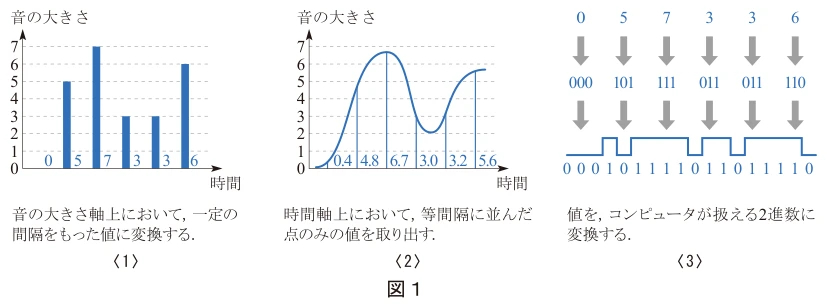 音の大きさ
7
6
5
4
3
2
1
0
0 5 7 3 3 6
時間
音の大きさ軸上において, 一定の
間隔をもった値に変換する.
〈1〉
音の大きさ
7
6
5
4
3
2
1
0
0.4 4.8 6.7 3.0 3.2 5.6
時間
時間軸上において, 等間隔に並んだ
点のみの値を取り出す.
〈2〉
0 5 7 3 3 6
000 101 111 011 011 110
0 0 0 1 0 1 1 1 1 0 1 1 0 1 1 1 1 0
値を, コンピュータが扱える2進数に
変換する.
〈3〉
図1